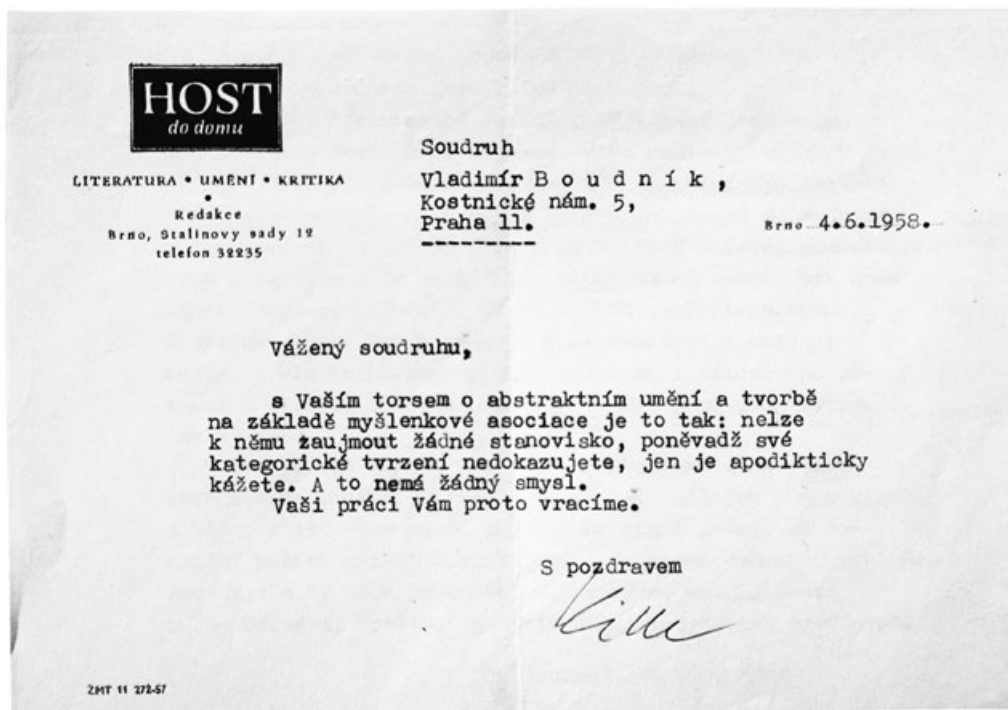 HOST
do domu
LITERATURA • UMĚNÍ • KRITIKA
•
Redakce
Brno, Stalinovy sady 12
telefon 32235
Soudruh
Vladimír B o u d n í k ,
Kostnické nám. 5,
Praha 11.
----------
Brno 4.6.1958.
Vážený soudruhu,
s Vaším torsem o abstraktním umění a tvorbě
na základě myšlenkové asociace je to tak: nelze
k němu zaujmout žádné stanovisko, poněvadž své
kategorické tvrzení nedokazujete, jen je apodikticky
kážete. A to nemá žádný smysl.
Vaši práci Vám proto vracíme.
S pozdravem
ZMT 11 272-57